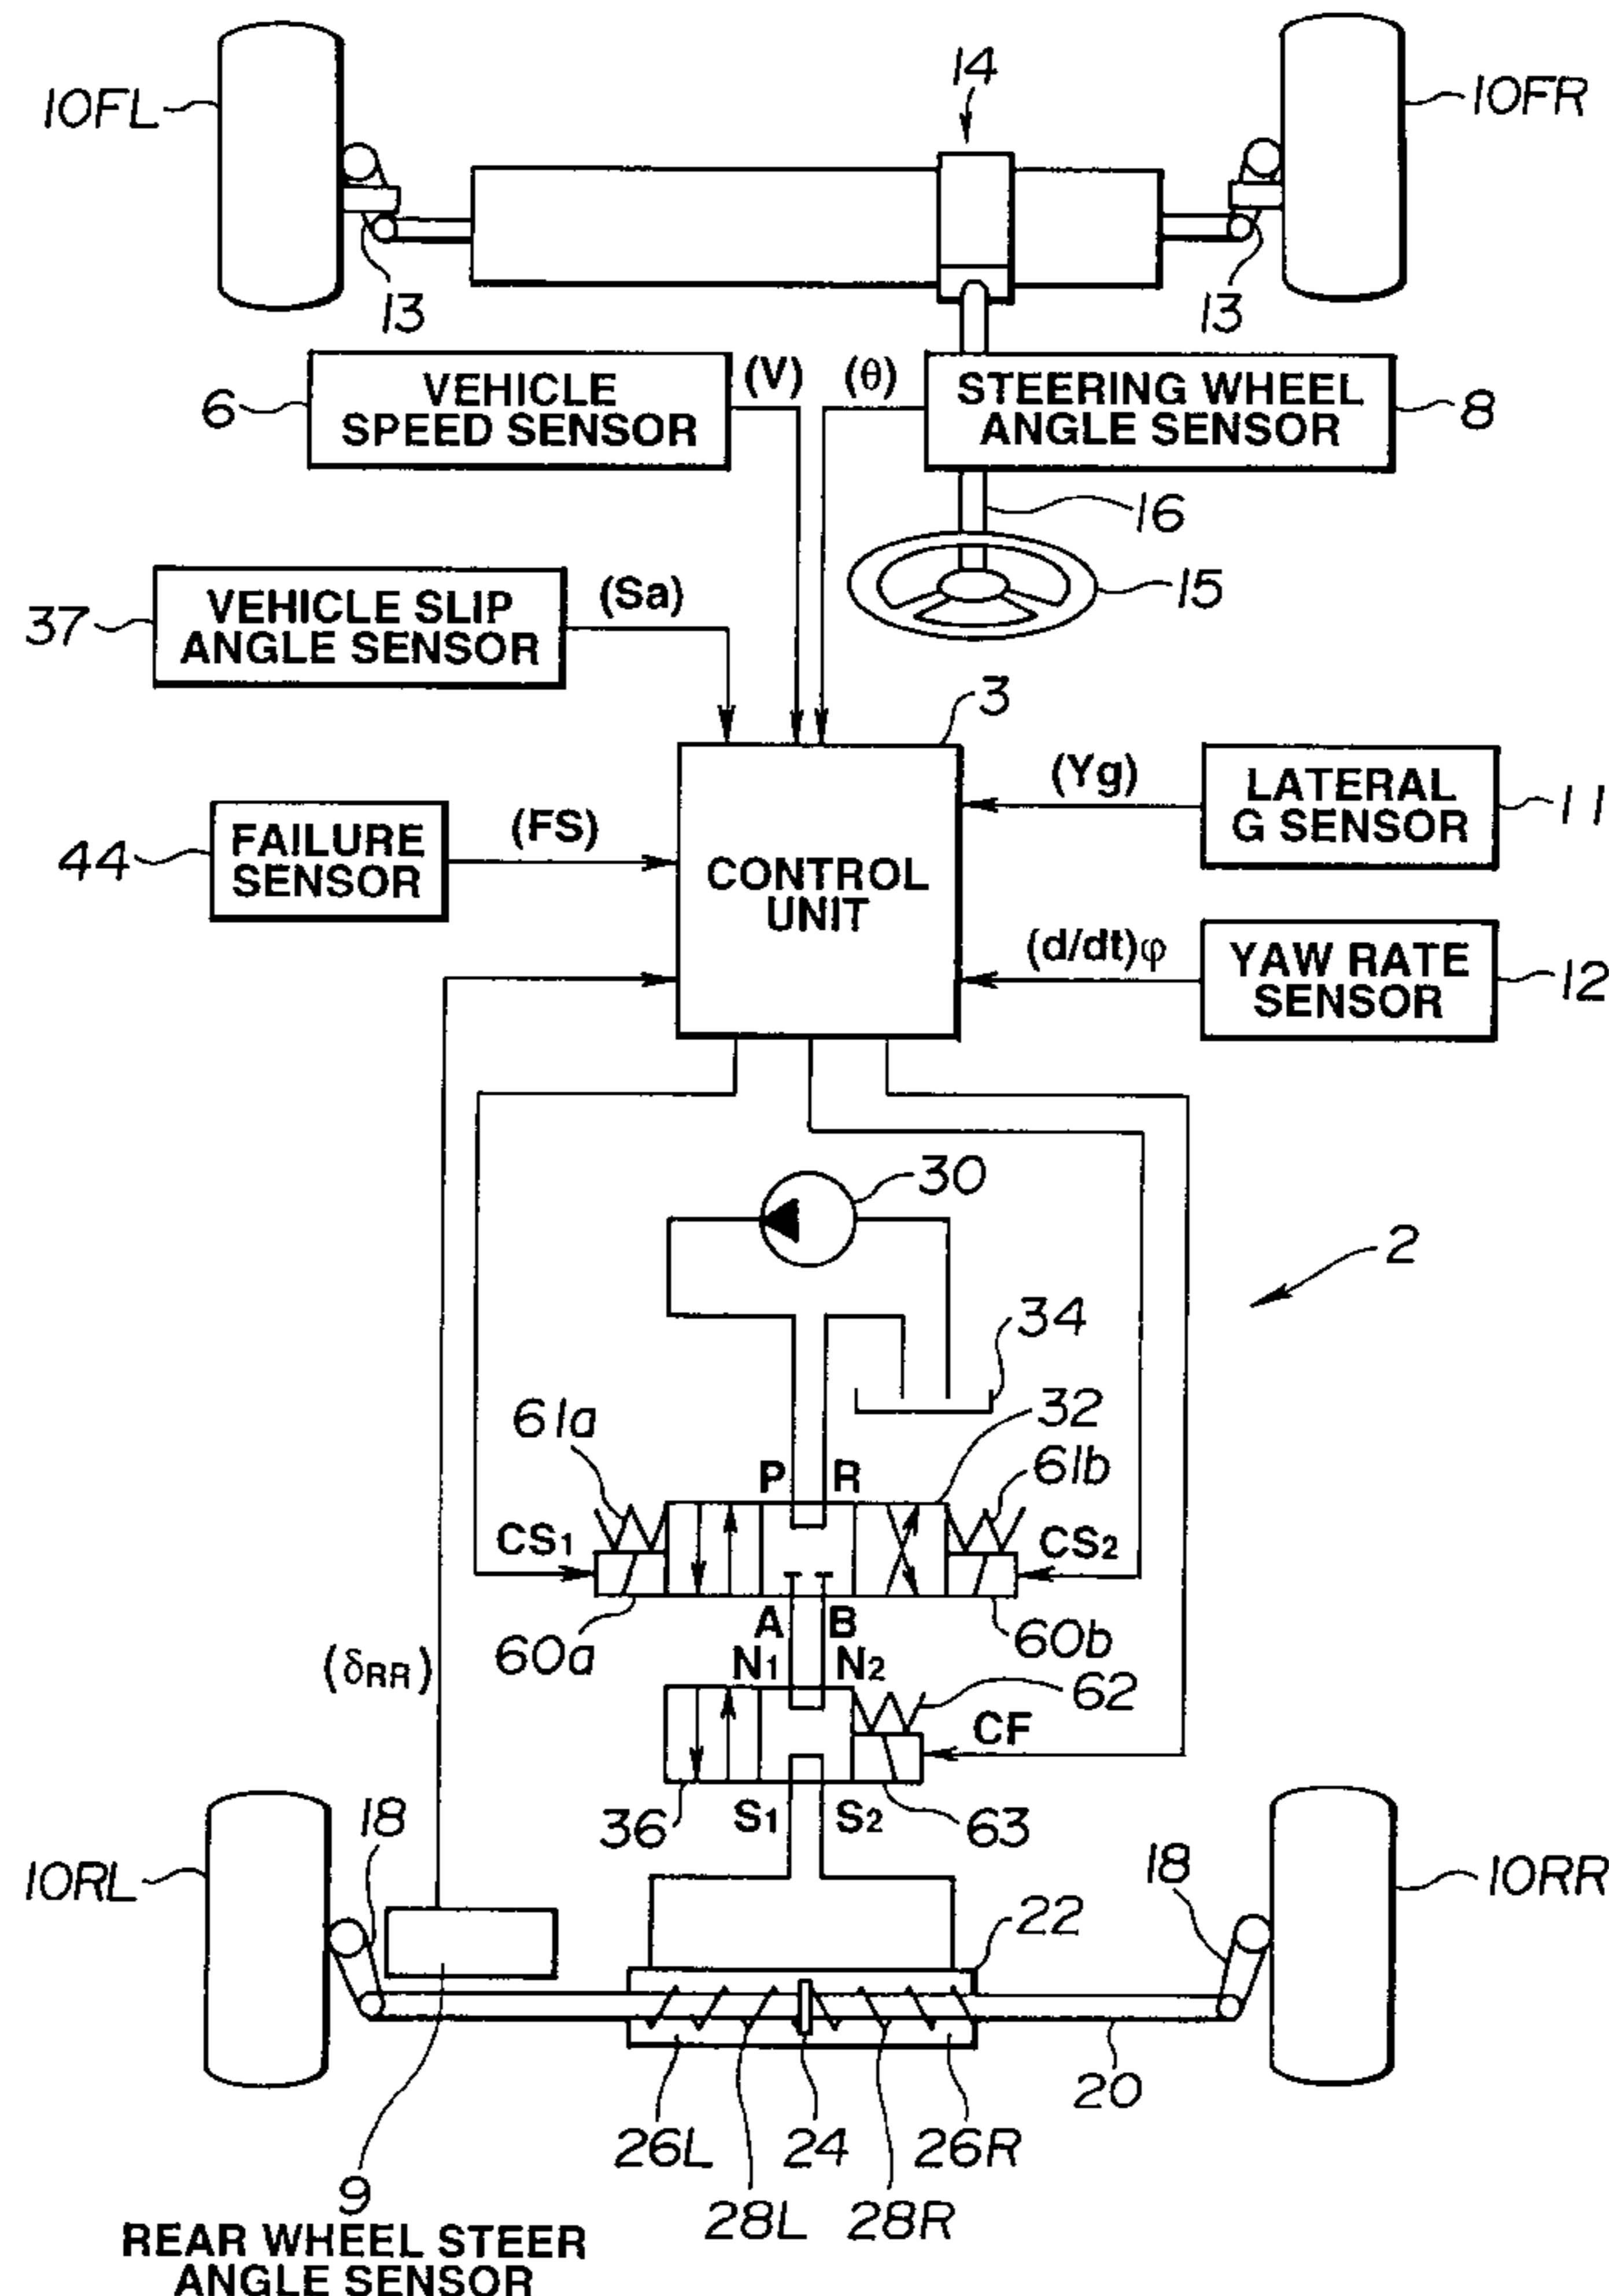 14
10FL
10FR
13
13
VEHICLE
SPEED SENSOR
6
(V)
(θ)
STEERING WHEEL
ANGLE SENSOR
8
16
15
VEHICLE SLIP
ANGLE SENSOR
37
(Sa)
3
(Yg)
LATERAL
G SENSOR
11
FAILURE
SENSOR
44
(FS)
CONTROL
UNIT
(d/dt)φ
YAW RATE
SENSOR
12
30
2
34
61a
32
61b
P
R
CS1
CS2
A
B
60a
60b
N1
N2
(δRR)
62
CF
36
S1
S2
63
18
10RL
18
10RR
22
20
26L
24
26R
28L
28R
9
REAR WHEEL STEER
ANGLE SENSOR